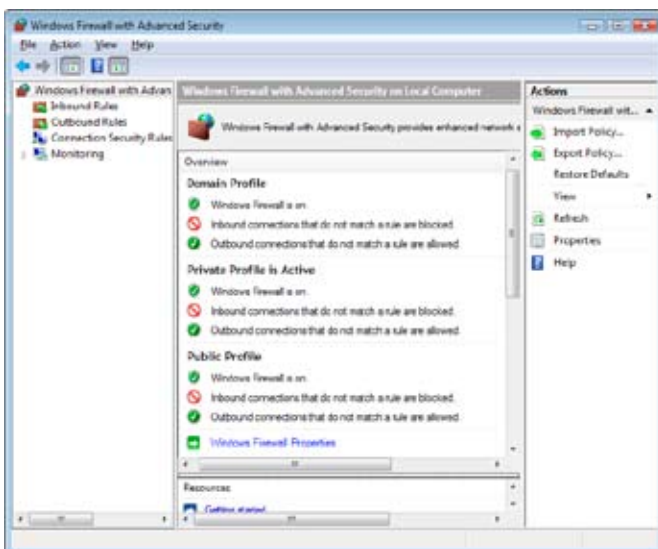 Windows Firewall with Advanced Security
File Action View Help
Windows Firewall with Advan
Inbound Rules
Outbound Rules
Connection Security Rules
Monitoring
Windows Firewall with Advanced Security on Local Computer
Windows Firewall with Advanced Security provides enhanced network
Overview
Domain Profile
Windows Firewall is on.
Inbound connections that do not match a rule are blocked.
Outbound connections that do not match a rule are allowed.
Private Profile is Active
Windows Firewall is on.
Inbound connections that do not match a rule are blocked.
Outbound connections that do not match a rule are allowed.
Public Profile
Windows Firewall is on.
Inbound connections that do not match a rule are blocked.
Outbound connections that do not match a rule are allowed.
Windows Firewall Properties
Resources
Getting started
Actions
Windows Firewall wit...
Import Policy...
Export Policy...
Restore Defaults
View
Refresh
Properties
Help